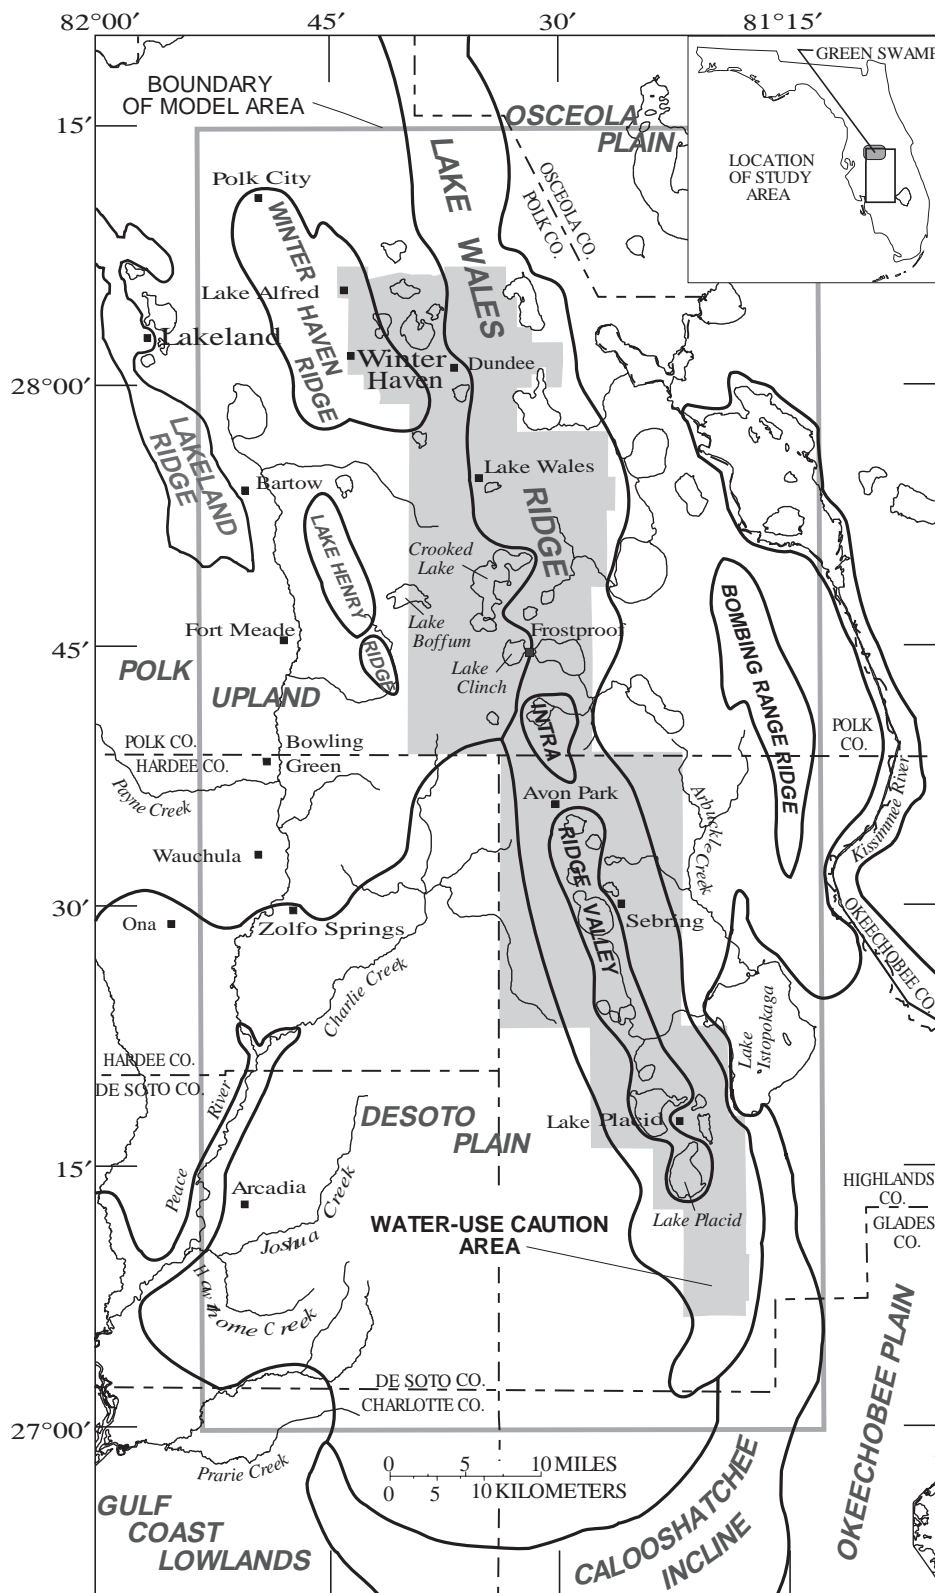 82°00′
45′
30′
81°15′
BOUNDARY
OF MODEL AREA
OSCEOLA
PLAIN
GREEN SWAMP
LOCATION
OF STUDY
AREA
15′
LAKE WALES RIDGE
OSCEOLA CO.
POLK CO.
Polk City
WINTER HAVEN RIDGE
Lake Alfred
Lakeland
Winter
Haven
Dundee
28°00′
LAKELAND
RIDGE
Lake Wales
Bartow
LAKE HENRY
RIDGE
Crooked
Lake
Lake
Boffum
Fort Meade
Frostproof
45′
Lake
Clinch
POLK
UPLAND
BOMBING RANGE RIDGE
INTRA
RIDGE VALLEY
POLK CO.
HARDEE CO.
Bowling
Green
POLK
CO.
Payne Creek
Avon Park
Arbuckle Creek
Kissimmee River
Wauchula
30′
Ona
Zolfo Springs
Sebring
OKEECHOBEE CO.
Charlie Creek
Lake
Istopokaga
HARDEE CO.
DE SOTO CO.
River
Peace
DESOTO
PLAIN
Lake Placid
15′
Arcadia
Joshua Creek
HIGHLANDS
CO.
GLADES
CO.
Lake Placid
WATER-USE CAUTION
AREA
Hawthorne Creek
OKEECHOBEE PLAIN
DE SOTO CO.
CHARLOTTE CO.
27°00′
Prarie Creek
0 5 10 MILES
0 5 10 KILOMETERS
GULF
COAST
LOWLANDS
CALOOSHATCHEE
INCLINE